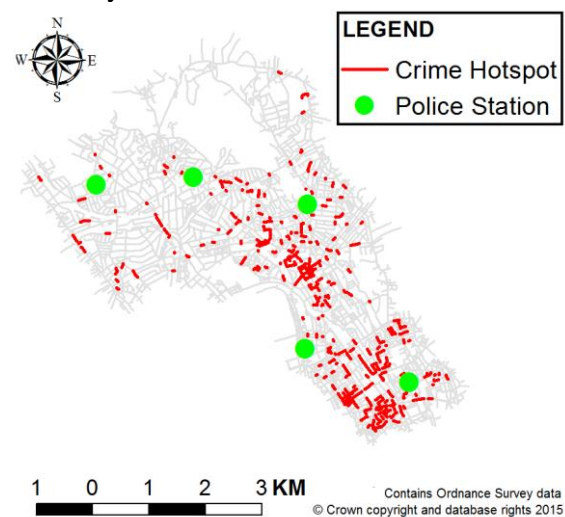 N
W E
S
LEGEND
Crime Hotspot
Police Station
1 0 1 2 3 KM
Contains Ordnance Survey data
© Crown copyright and database rights 2015